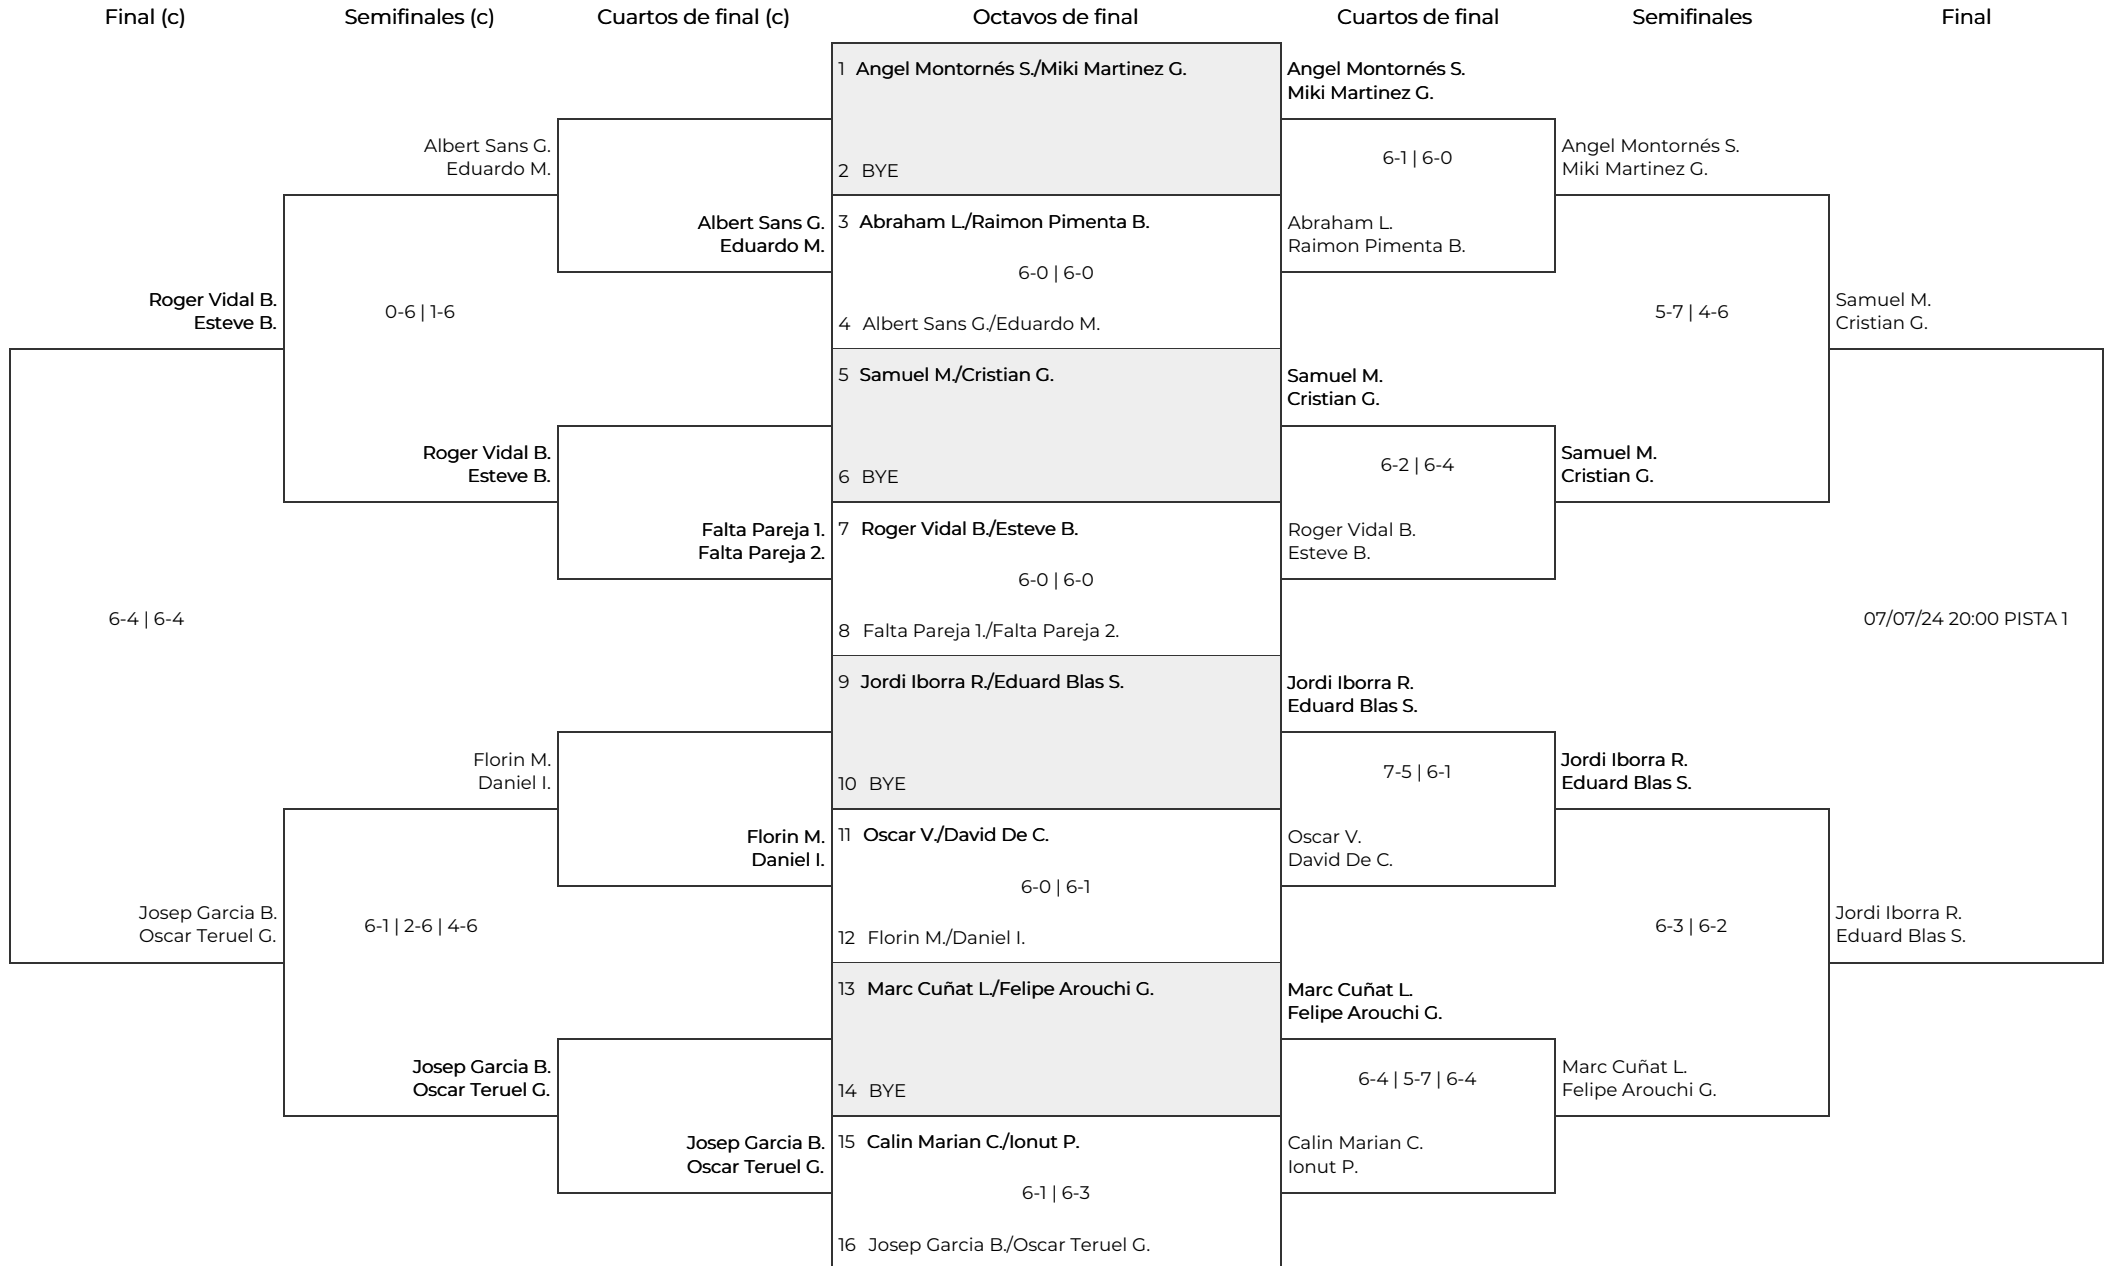 Final (c)
Semifinales (c)
Cuartos de final (c)
Octavos de final
Cuartos de final
Semifinales
Final
Roger Vidal B.
Esteve B.
6-4 | 6-4
Josep Garcia B.
Oscar Teruel G.
Albert Sans G.
Eduardo M.
0-6 | 1-6
Roger Vidal B.
Esteve B.
Florin M.
Daniel I.
6-1 | 2-6 | 4-6
Josep Garcia B.
Oscar Teruel G.
Albert Sans G.
Eduardo M.
Falta Pareja 1.
Falta Pareja 2.
Florin M.
Daniel I.
Josep Garcia B.
Oscar Teruel G.
1 Angel Montornés S./Miki Martinez G.
2 BYE
3 Abraham L./Raimon Pimenta B.
6-0 | 6-0
4 Albert Sans G./Eduardo M.
5 Samuel M./Cristian G.
6 BYE
7 Roger Vidal B./Esteve B.
6-0 | 6-0
8 Falta Pareja 1./Falta Pareja 2.
9 Jordi Iborra R./Eduard Blas S.
10 BYE
11 Oscar V./David De C.
6-0 | 6-1
12 Florin M./Daniel I.
13 Marc Cuñat L./Felipe Arouchi G.
14 BYE
15 Calin Marian C./Ionut P.
6-1 | 6-3
16 Josep Garcia B./Oscar Teruel G.
Angel Montornés S.
Miki Martinez G.
6-1 | 6-0
Abraham L.
Raimon Pimenta B.
Samuel M.
Cristian G.
6-2 | 6-4
Roger Vidal B.
Esteve B.
Jordi Iborra R.
Eduard Blas S.
7-5 | 6-1
Oscar V.
David De C.
Marc Cuñat L.
Felipe Arouchi G.
6-4 | 5-7 | 6-4
Calin Marian C.
Ionut P.
Angel Montornés S.
Miki Martinez G.
5-7 | 4-6
Samuel M.
Cristian G.
Jordi Iborra R.
Eduard Blas S.
6-3 | 6-2
Marc Cuñat L.
Felipe Arouchi G.
Samuel M.
Cristian G.
07/07/24 20:00 PISTA 1
Jordi Iborra R.
Eduard Blas S.